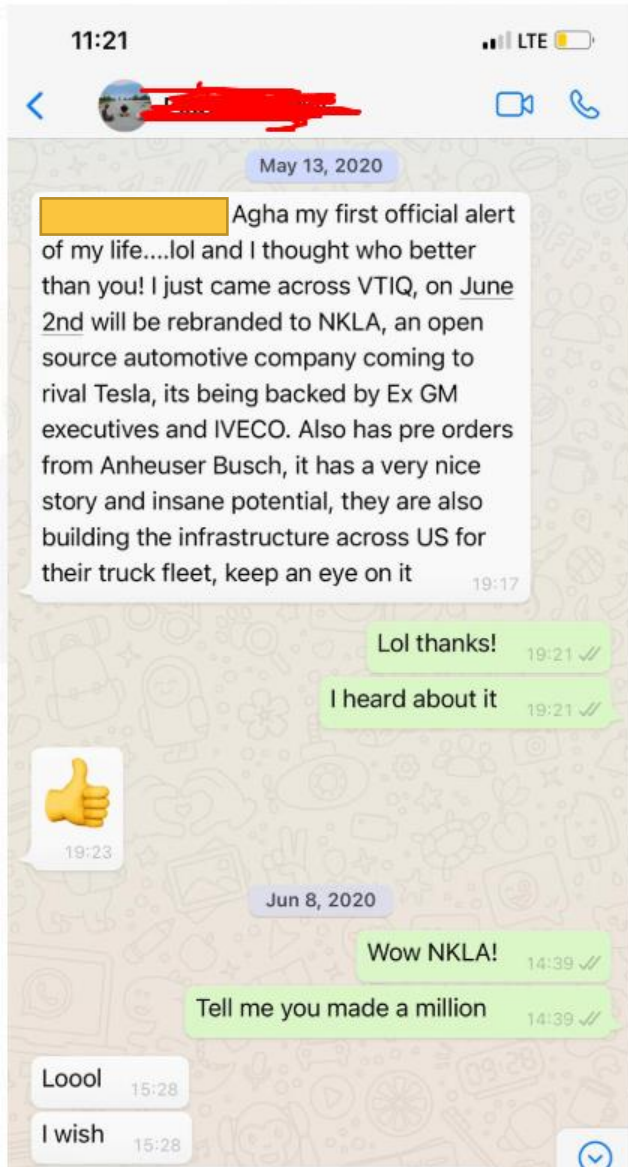 11:21
LTE
May 13, 2020
Agha my first official alert
of my life....lol and I thought who better
than you! I just came across VTIQ, on June
2nd will be rebranded to NKLA, an open
source automotive company coming to
rival Tesla, its being backed by Ex GM
executives and IVECO. Also has pre orders
from Anheuser Busch, it has a very nice
story and insane potential, they are also
building the infrastructure across US for
their truck fleet, keep an eye on it
19:17
Lol thanks!
19:21
I heard about it
19:21
19:23
Jun 8, 2020
Wow NKLA!
14:39
Tell me you made a million
14:39
Loool
15:28
I wish
15:28